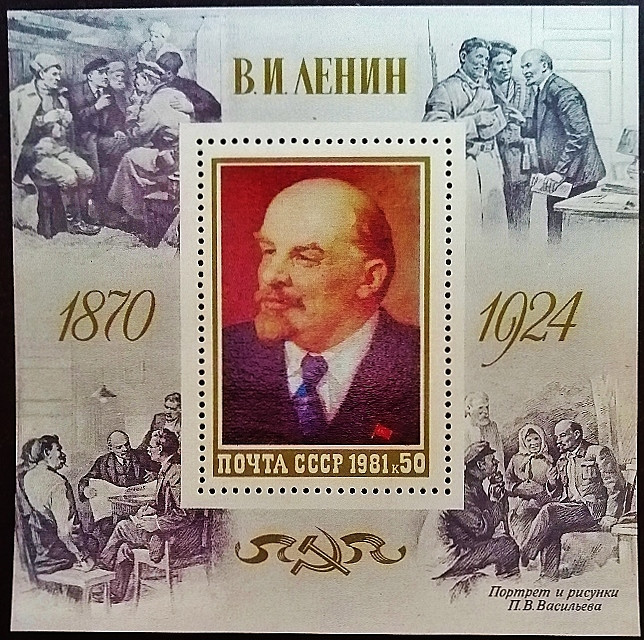 В.И. ЛЕНИН
1870
1924
ПОЧТА СССР 1981 к50
Портрет и рисунки
П.В.Васильева